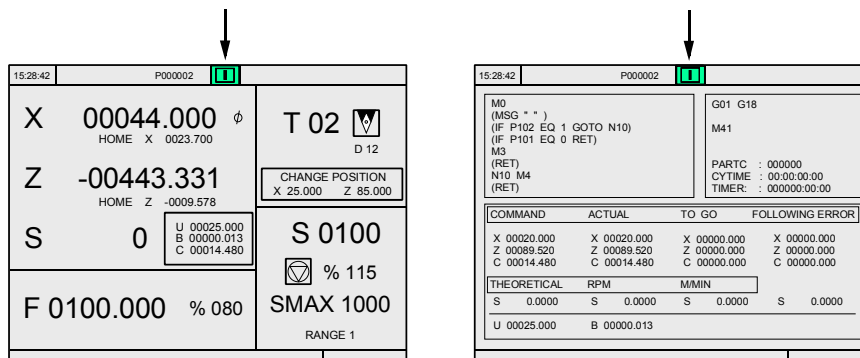 15:28:42 P000002
X 00044.000 ϕ
HOME X 0023.700
Z -00443.331
HOME Z -0009.578
S 0
U 00025.000
B 00000.013
C 00014.480
F 0100.000 % 080
T 02
D 12
CHANGE POSITION
X 25.000 Z 85.000
S 0100
% 115
SMAX 1000
RANGE 1
15:28:42 P000002
M0
(MSG " " )
(IF P102 EQ 1 GOTO N10)
(IF P101 EQ 0 RET)
M3
(RET)
N10 M4
(RET)
G01 G18
M41
PARTC : 000000
CYTIME : 00:00:00:00
TIMER: : 000000:00:00
COMMAND ACTUAL TO GO FOLLOWING ERROR
X 00020.000 X 00020.000 X 00000.000 X 00000.000
Z 00089.520 Z 00089.520 Z 00000.000 Z 00000.000
C 00014.480 C 00014.480 C 00000.000 C 00000.000
THEORETICAL RPM M/MIN
S 0.0000 S 0.0000 S 0.0000 S 0.0000
U 00025.000 B 00000.013